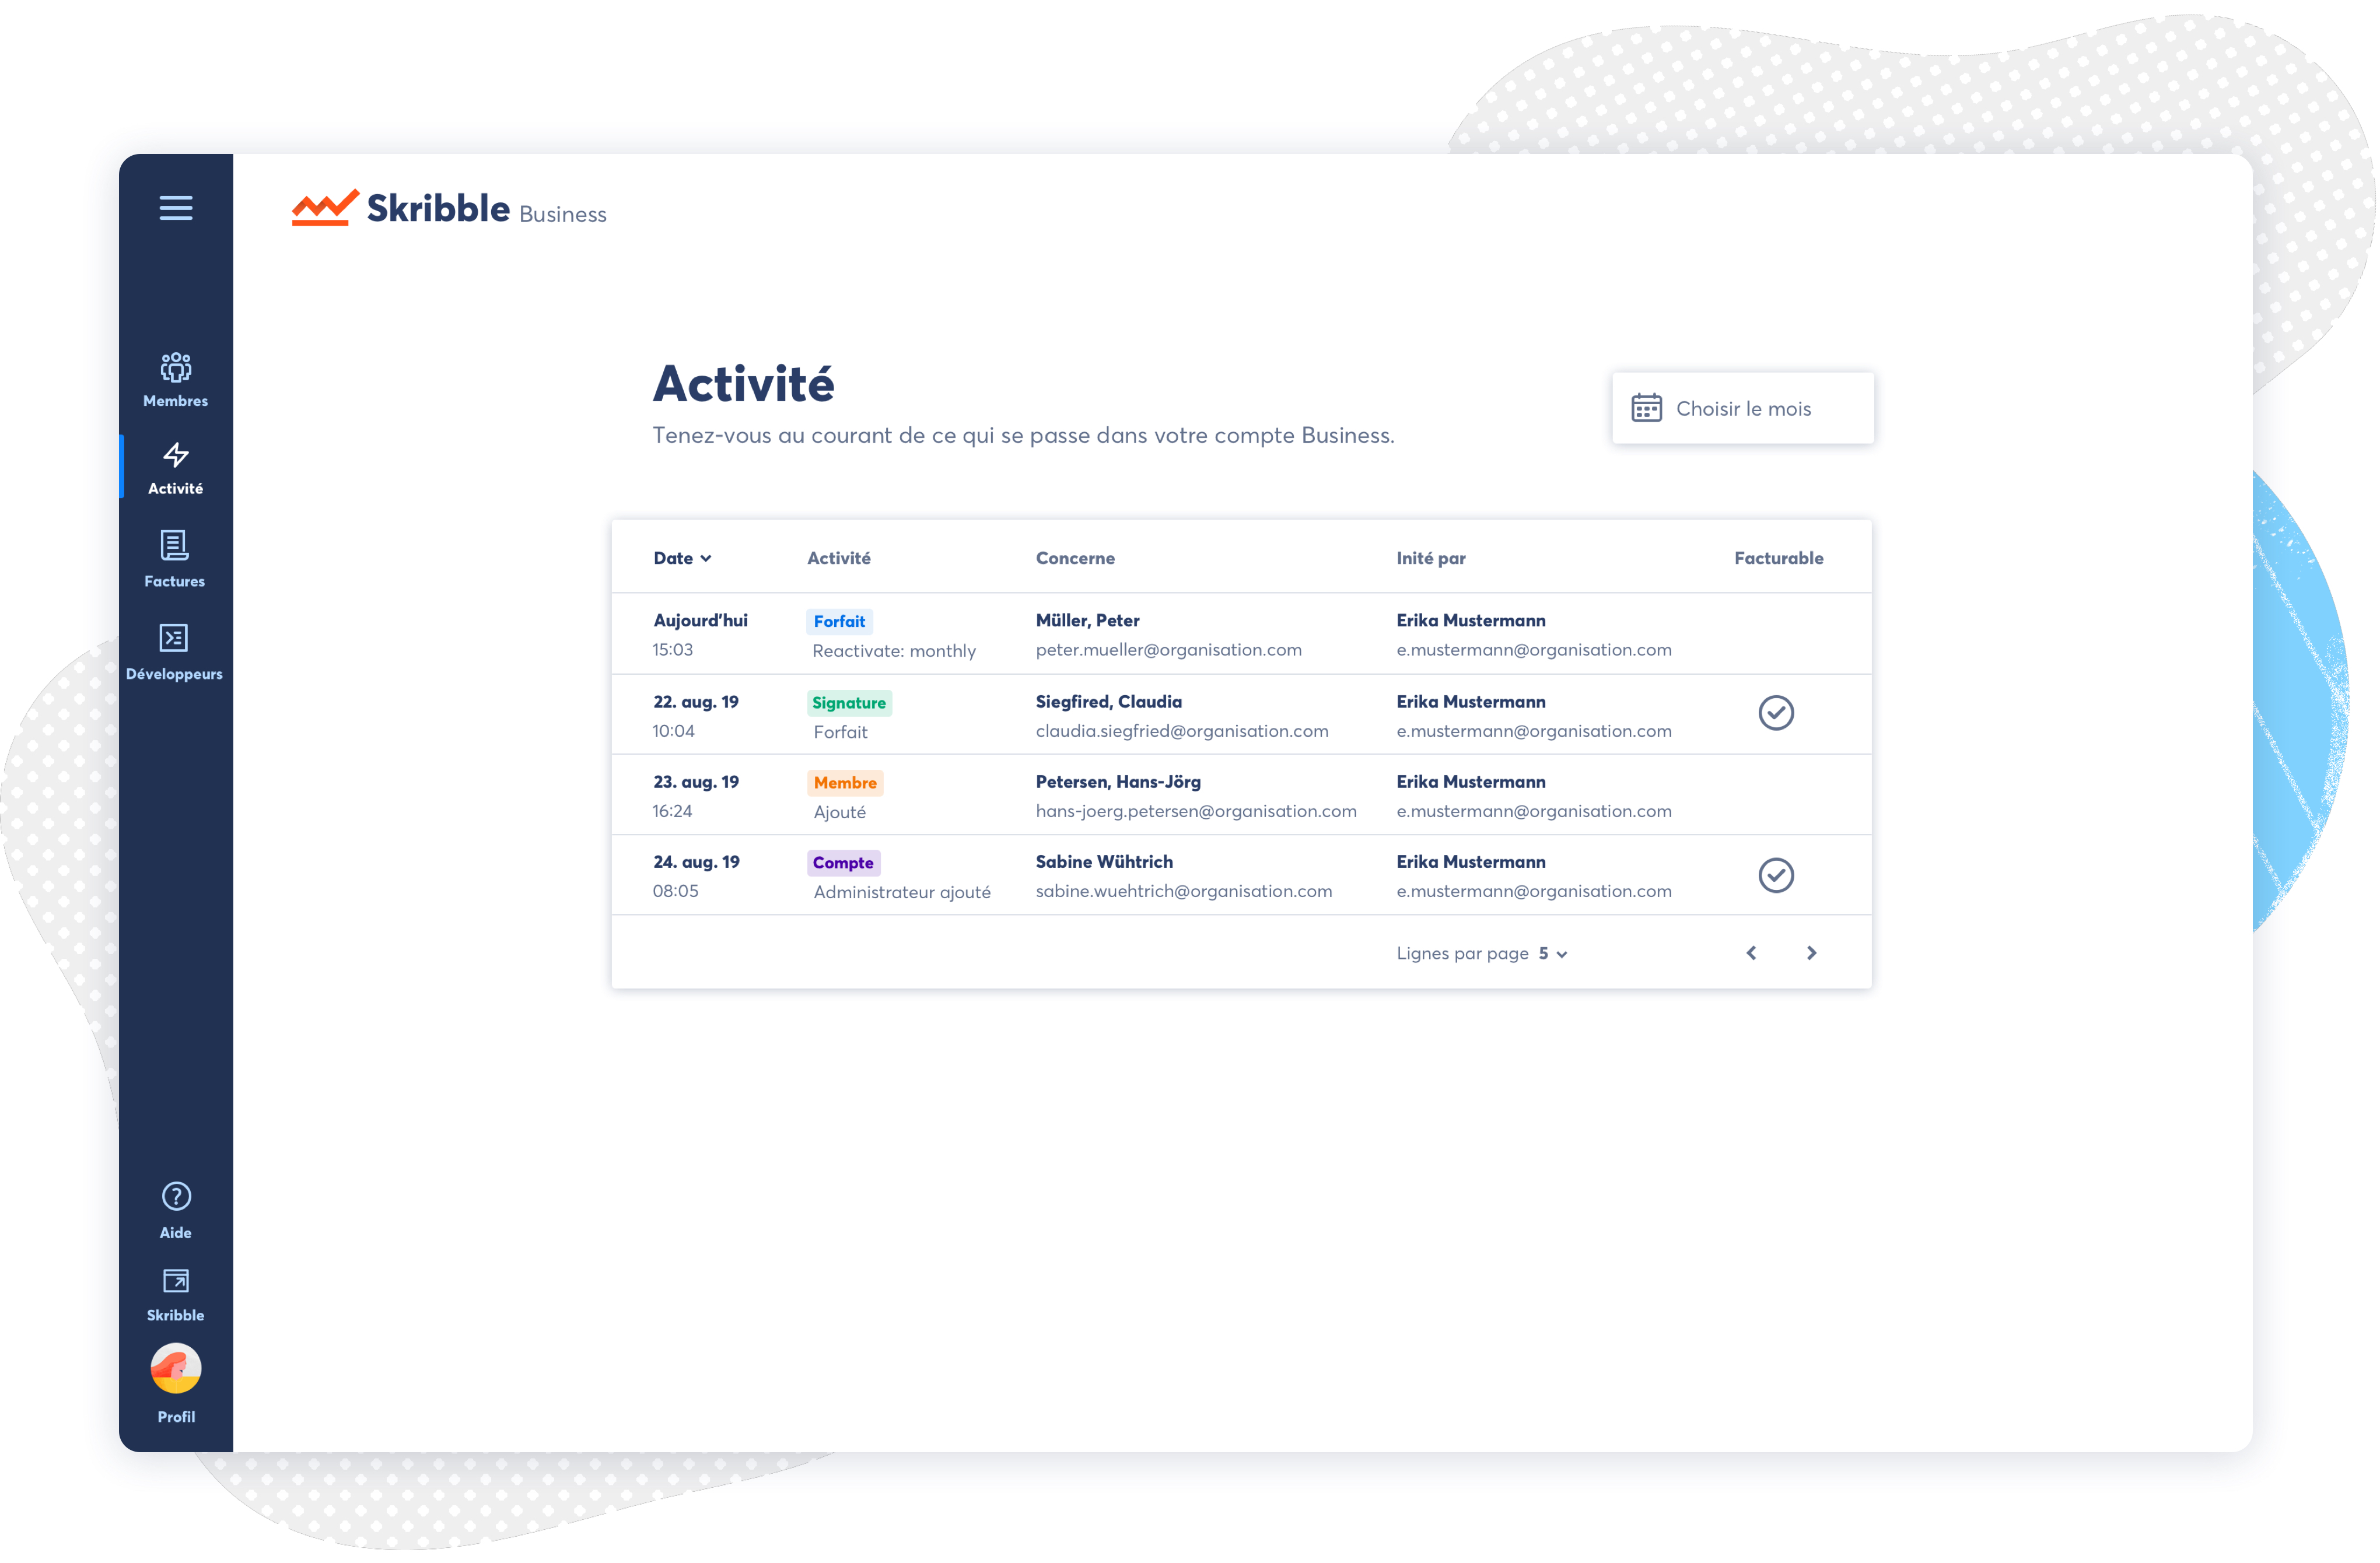 Skribble Business
Membres
Activité
Factures
Développeurs
Aide
Skribble
Profil
Activité
Tenez-vous au courant de ce qui se passe dans votre compte Business.
Choisir le mois
Date Activité Concerne Inité par Facturable
Aujourd'hui Forfait Müller, Peter Erika Mustermann
15:03 Reactivate: monthly peter.mueller@organisation.com e.mustermann@organisation.com
22. aug. 19 Signature Siegfired, Claudia Erika Mustermann
10:04 Forfait claudia.siegfried@organisation.com e.mustermann@organisation.com
23. aug. 19 Membre Petersen, Hans-Jörg Erika Mustermann
16:24 Ajouté hans-joerg.petersen@organisation.com e.mustermann@organisation.com
24. aug. 19 Compte Sabine Wühtrich Erika Mustermann
08:05 Administrateur ajouté sabine.wuehtrich@organisation.com e.mustermann@organisation.com
Lignes par page 5